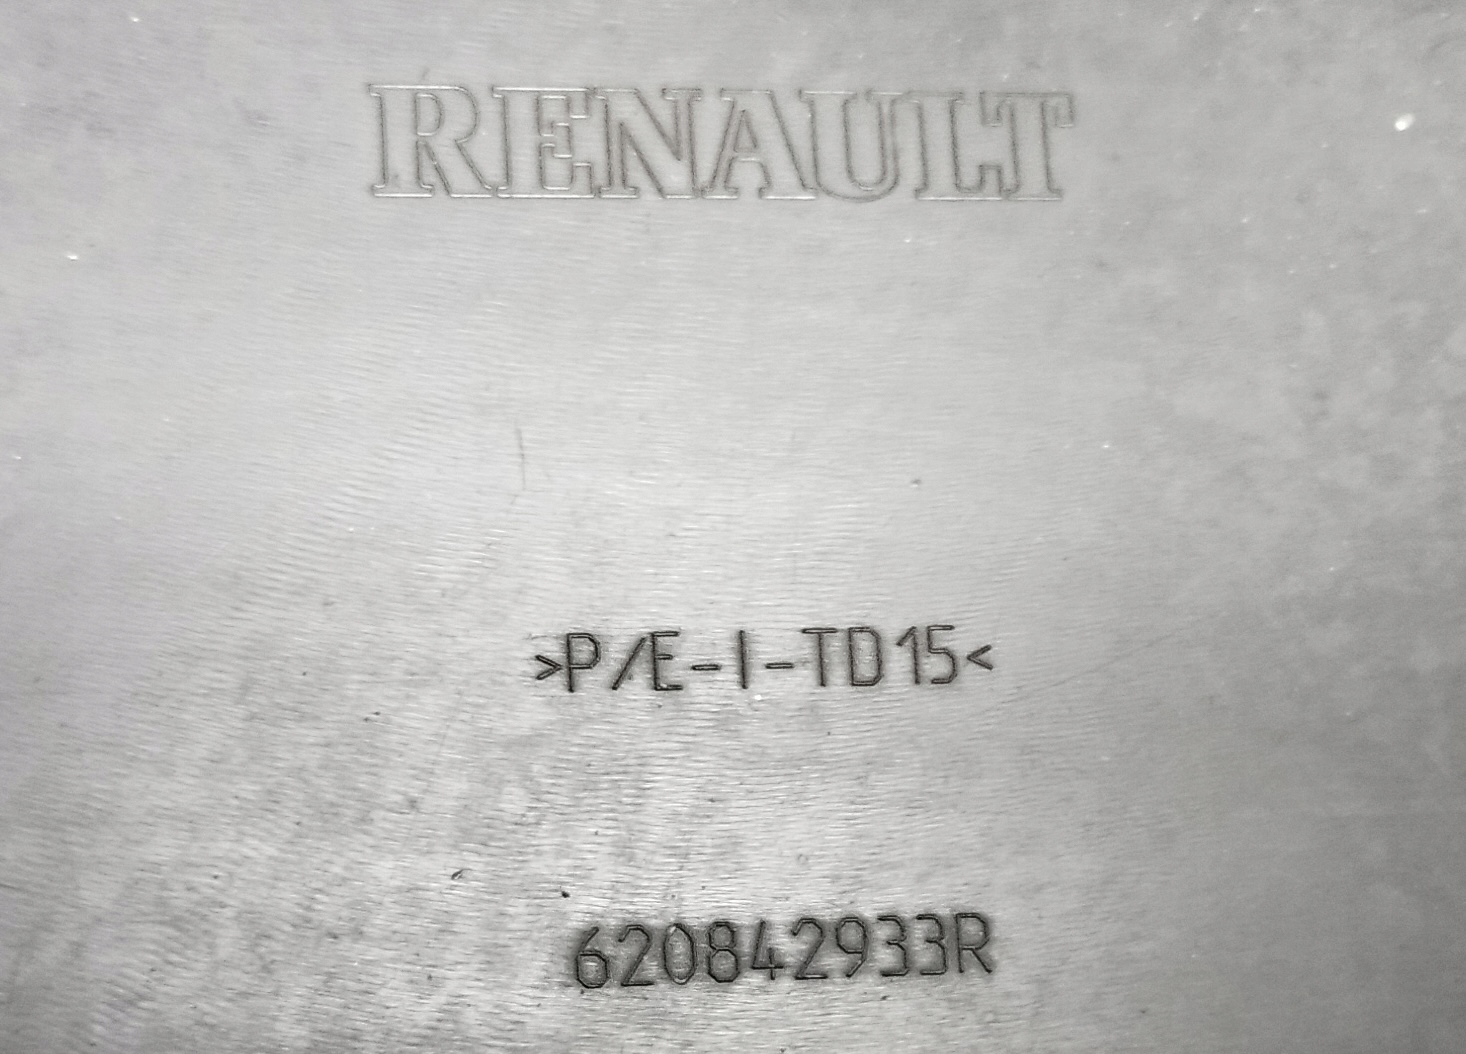 RENAULT
>P/E-I-TD15<
620842933R